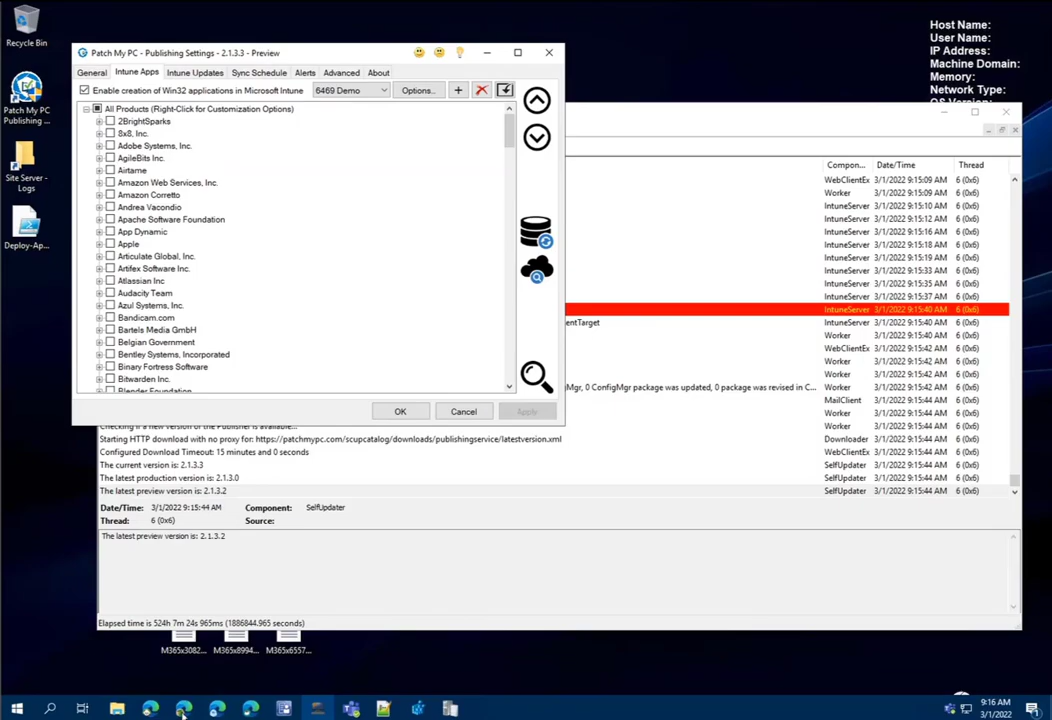 Recycle Bin
Patch My PC
Publishing ...
Site Server -
Logs
Deploy-Ap...
Host Name:
User Name:
IP Address:
Machine Domain:
Memory:
Network Type:
Patch My PC - Publishing Settings - 2.1.3.3 - Preview
General
Intune Apps
Intune Updates
Sync Schedule
Alerts
Advanced
About
Enable creation of Win32 applications in Microsoft Intune
6469 Demo
Options...
All Products (Right-Click for Customization Options)
2BrightSparks
8x8, Inc.
Adobe Systems, Inc.
AgileBits Inc.
Airtame
Amazon Web Services, Inc.
Amazon Corretto
Andrea Vacondio
Apache Software Foundation
App Dynamic
Apple
Articulate Global, Inc.
Artifex Software Inc.
Atlassian Inc
Audacity Team
Azul Systems, Inc.
Bandicam.com
Bartels Media GmbH
Belgian Government
Bentley Systems, Incorporated
Binary Fortress Software
Bitwarden Inc.
Blender Foundation
OK
Cancel
Apply
Compon... Date/Time Thread
WebClientEx 3/1/2022 9:15:09 AM 6 (0x6)
Worker 3/1/2022 9:15:09 AM 6 (0x6)
IntuneServer 3/1/2022 9:15:10 AM 6 (0x6)
IntuneServer 3/1/2022 9:15:12 AM 6 (0x6)
IntuneServer 3/1/2022 9:15:16 AM 6 (0x6)
IntuneServer 3/1/2022 9:15:18 AM 6 (0x6)
IntuneServer 3/1/2022 9:15:19 AM 6 (0x6)
IntuneServer 3/1/2022 9:15:33 AM 6 (0x6)
IntuneServer 3/1/2022 9:15:35 AM 6 (0x6)
IntuneServer 3/1/2022 9:15:37 AM 6 (0x6)
IntuneServer 3/1/2022 9:15:40 AM 6 (0x6)
entTarget IntuneServer 3/1/2022 9:15:40 AM 6 (0x6)
Worker 3/1/2022 9:15:40 AM 6 (0x6)
WebClientEx 3/1/2022 9:15:42 AM 6 (0x6)
Worker 3/1/2022 9:15:42 AM 6 (0x6)
Worker 3/1/2022 9:15:42 AM 6 (0x6)
Mgr, 0 ConfigMgr package was updated, 0 package was revised in C... Worker 3/1/2022 9:15:42 AM 6 (0x6)
MailClient 3/1/2022 9:15:42 AM 6 (0x6)
Worker 3/1/2022 9:15:42 AM 6 (0x6)
Checking if a new version of the Publisher is available... Worker 3/1/2022 9:15:44 AM 6 (0x6)
Starting HTTP download with no proxy for: https://patchmypc.com/scupcatalog/downloads/publishingservice/latestversion.xml Downloader 3/1/2022 9:15:44 AM 6 (0x6)
Configured Download Timeout: 15 minutes and 0 seconds WebClientEx 3/1/2022 9:15:44 AM 6 (0x6)
The current version is: 2.1.3.3 SelfUpdater 3/1/2022 9:15:44 AM 6 (0x6)
The latest production version is: 2.1.3.0 SelfUpdater 3/1/2022 9:15:44 AM 6 (0x6)
The latest preview version is: 2.1.3.2 SelfUpdater 3/1/2022 9:15:44 AM 6 (0x6)
Date/Time: 3/1/2022 9:15:44 AM Component: SelfUpdater
Thread: 6 (0x6) Source:
The latest preview version is: 2.1.3.2
Elapsed time is 524h 7m 24s 965ms (1886844.965 seconds)
M365x3082...
M365x8994...
M365x6557...
9:16 AM
3/1/2022